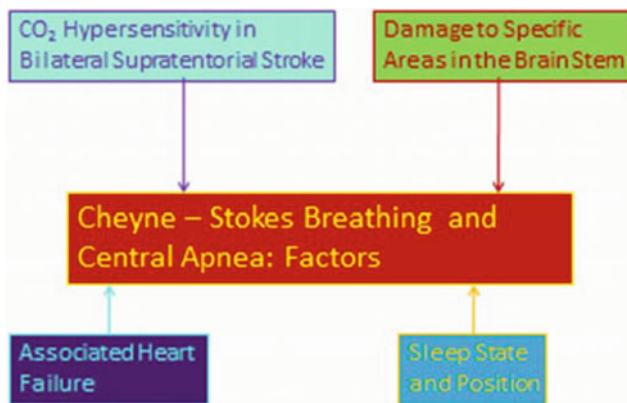 CO₂ Hypersensitivity in
Bilateral Supratentorial Stroke
Damage to Specific
Areas in the Brain Stem
Cheyne – Stokes Breathing and
Central Apnea: Factors
Associated Heart
Failure
Sleep State
and Position